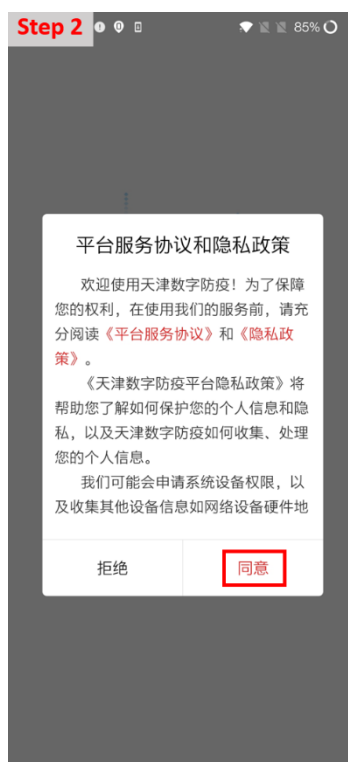 Step 2
85%
平台服务协议和隐私政策
欢迎使用天津数字防疫！为了保障
您的权利，在使用我们的服务前，请充
分阅读《平台服务协议》和《隐私政
策》。
《天津数字防疫平台隐私政策》将
帮助您了解如何保护您的个人信息和隐
私，以及天津数字防疫如何收集、处理
您的个人信息。
我们可能会申请系统设备权限，以
及收集其他设备信息如网络设备硬件地
拒绝
同意